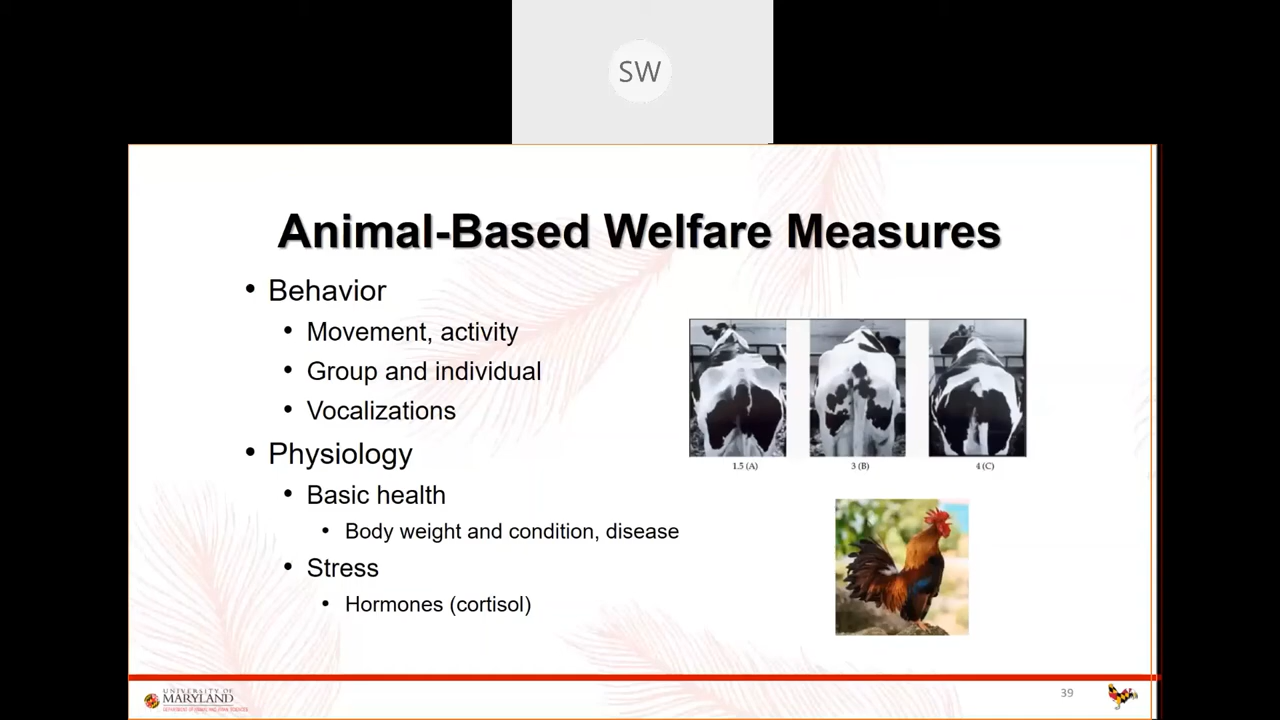 SW
Animal-Based Welfare Measures
• Behavior
• Movement, activity
• Group and individual
• Vocalizations
• Physiology
• Basic health
• Body weight and condition, disease
• Stress
• Hormones (cortisol)
1.5 (A) 3 (B) 4 (C)
UNIVERSITY OF
MARYLAND
39